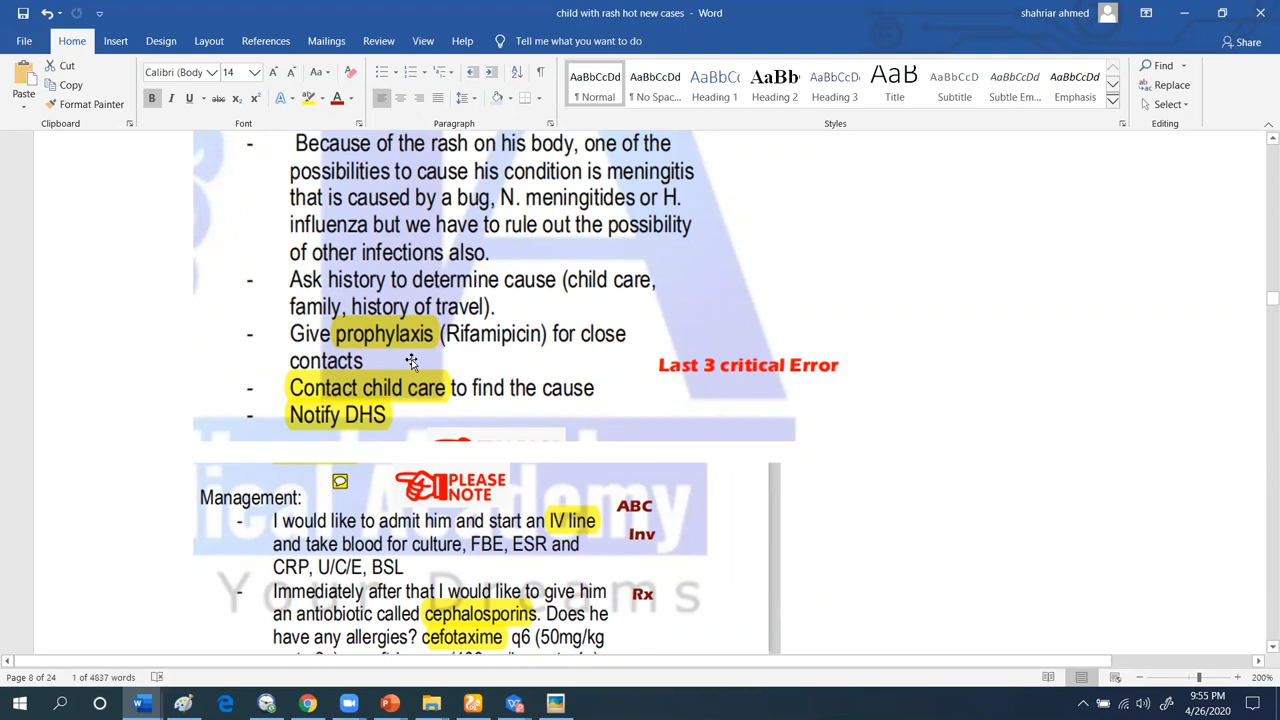 child with rash hot new cases - Word
shahriar ahmed
File Home Insert Design Layout References Mailings Review View Help Tell me what you want to do Share
Paste
Cut
Copy
Format Painter
Clipboard
Calibri (Body 14
Font
Paragraph
AaBbCcDd ¶ Normal
AaBbCcDd ¶ No Spac...
AaBbCc Heading 1
AaBb Heading 2
AaBbCc Heading 3
AaB Title
AaBbCcD Subtitle
AaBbCcDd Subtle Em...
AaBbCcDd Emphasis
Styles
Find
Replace
Select
Editing
- Because of the rash on his body, one of the
possibilities to cause his condition is meningitis
that is caused by a bug, N. meningitides or H.
influenza but we have to rule out the possibility
of other infections also.
- Ask history to determine cause (child care,
family, history of travel).
- Give prophylaxis (Rifamipicin) for close
contacts
Last 3 critical Error
- Contact child care to find the cause
- Notify DHS
PLEASE
NOTE
Management:
ABC
- I would like to admit him and start an IV line
Inv
and take blood for culture, FBE, ESR and
CRP, U/C/E, BSL
- Immediately after that I would like to give him
Rx
an antibiotic called cephalosporins. Does he
have any allergies? cefotaxime q6 (50mg/kg
Your Dreams
Page 8 of 24 1 of 4837 words
200%
9:55 PM
4/26/2020